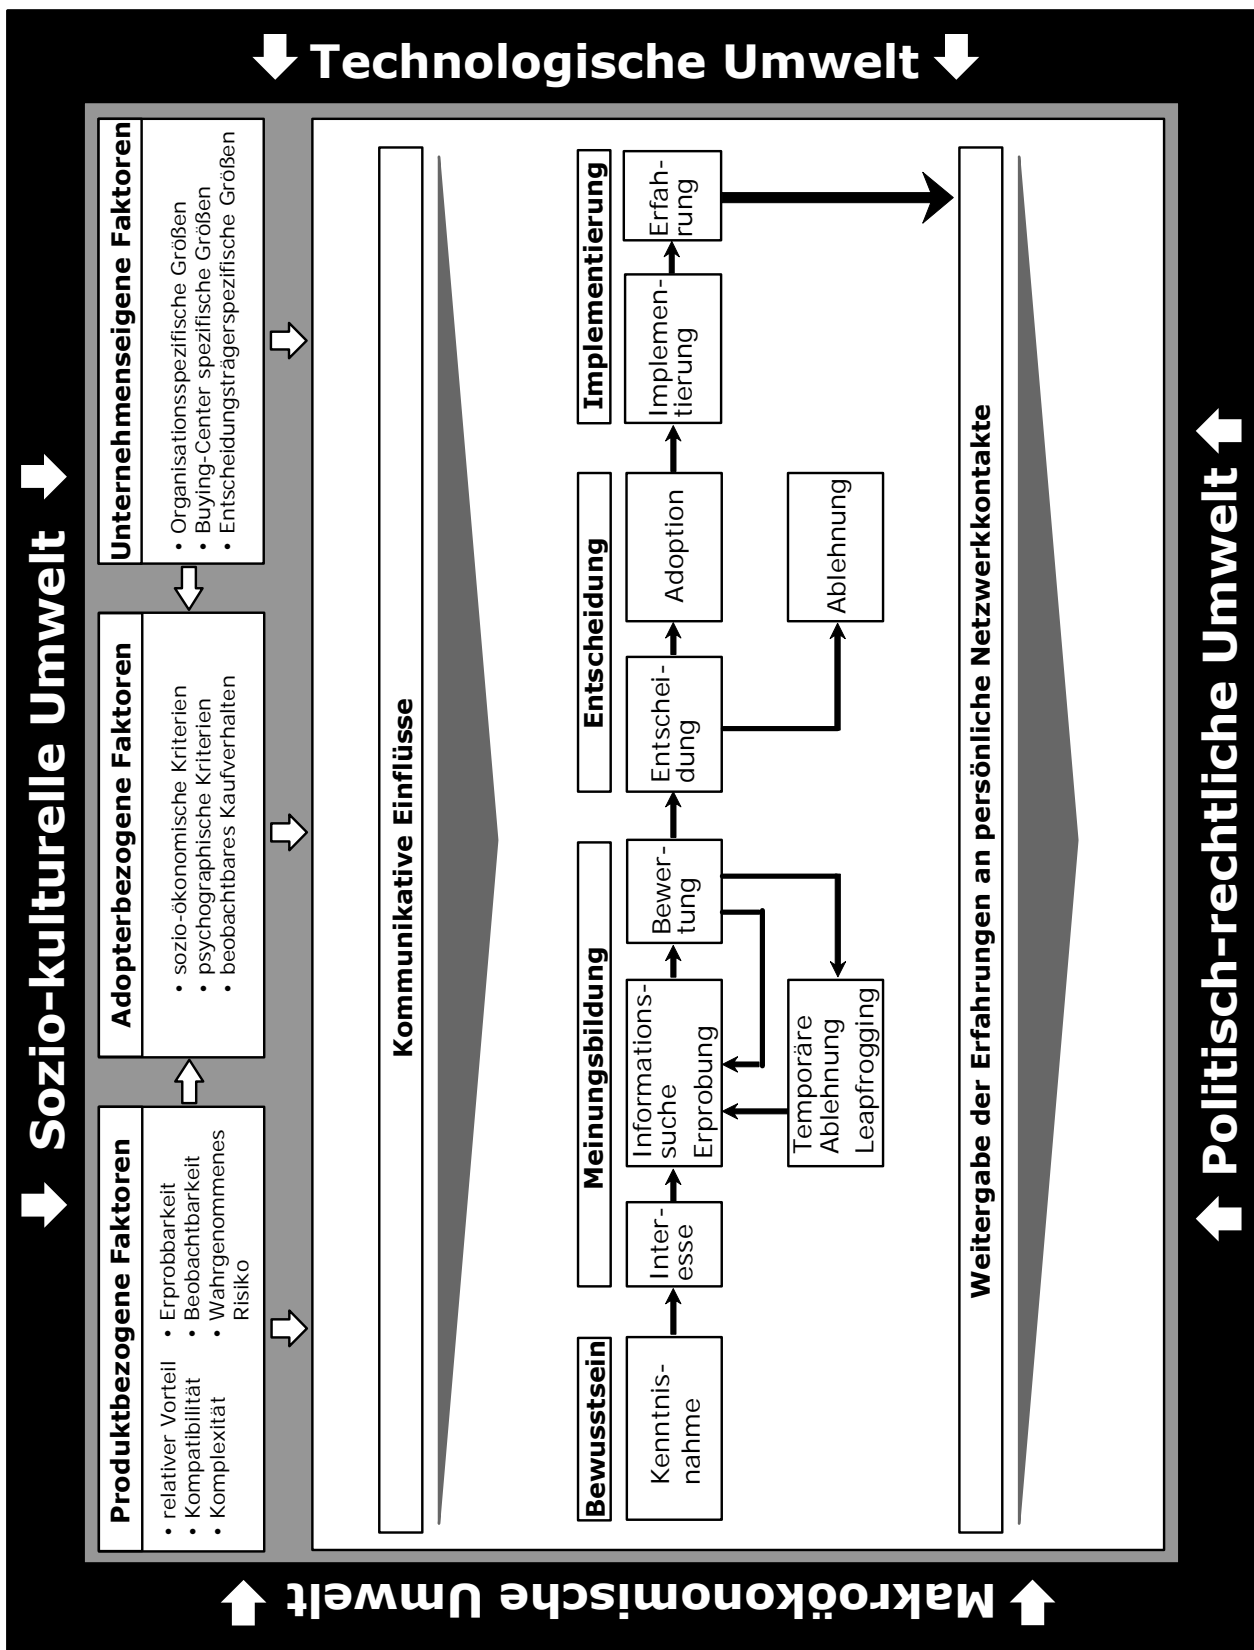 Sozio-kulturelle Umwelt
Makroökonomische Umwelt
Technologische Umwelt
Produktbezogene Faktoren
• relativer Vorteil
• Kompatibilität
• Komplexität
• Erprobbarkeit
• Beobachtbarkeit
• Wahrgenommenes
Risiko
Adopterbezogene Faktoren
• sozio-ökonomische Kriterien
• psychographische Kriterien
• beobachtbares Kaufverhalten
Unternehmenseigene Faktoren
• Organisationsspezifische Größen
• Buying-Center spezifische Größen
• Entscheidungsträgerspezifische Größen
Kommunikative Einflüsse
Bewusstsein
Meinungsbildung
Entscheidung
Implementierung
Kenntnis-
nahme
Inter-
esse
Informations-
suche
Erprobung
Bewer-
tung
Entschei-
dung
Adoption
Implemen-
tierung
Erfah-
rung
Temporäre
Ablehnung
Leapfrogging
Ablehnung
Weitergabe der Erfahrungen an persönliche Netzwerkkontakte
Politisch-rechtliche Umwelt